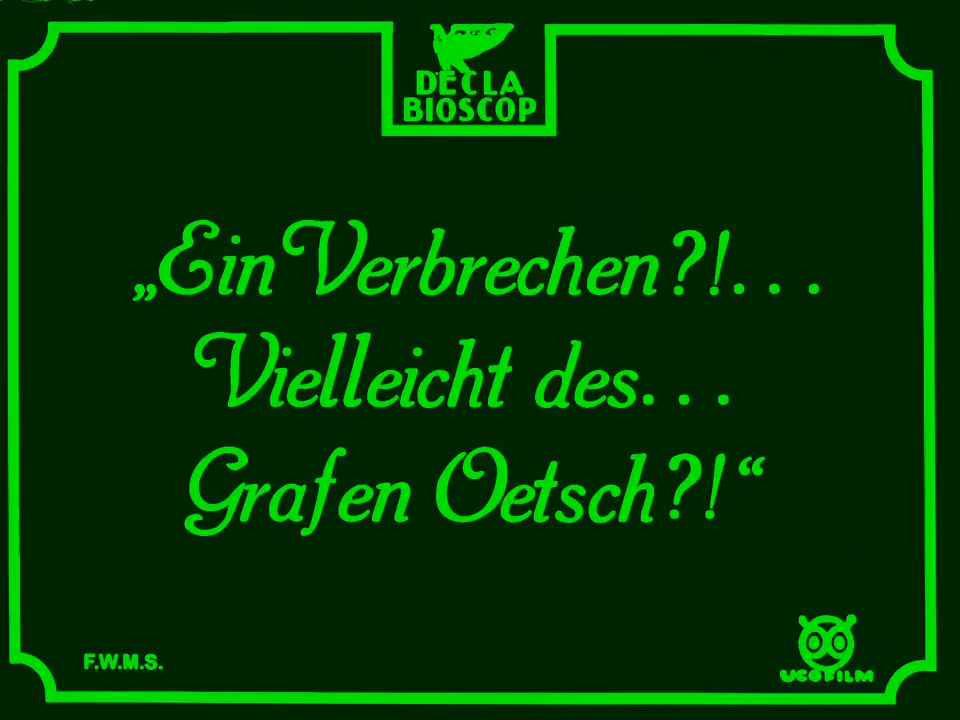 DECLA
BIOSCOP
„Ein Verbrechen?!...
Vielleicht des...
Grafen Oetsch?!“
F.W.M.S.
UCOFILM